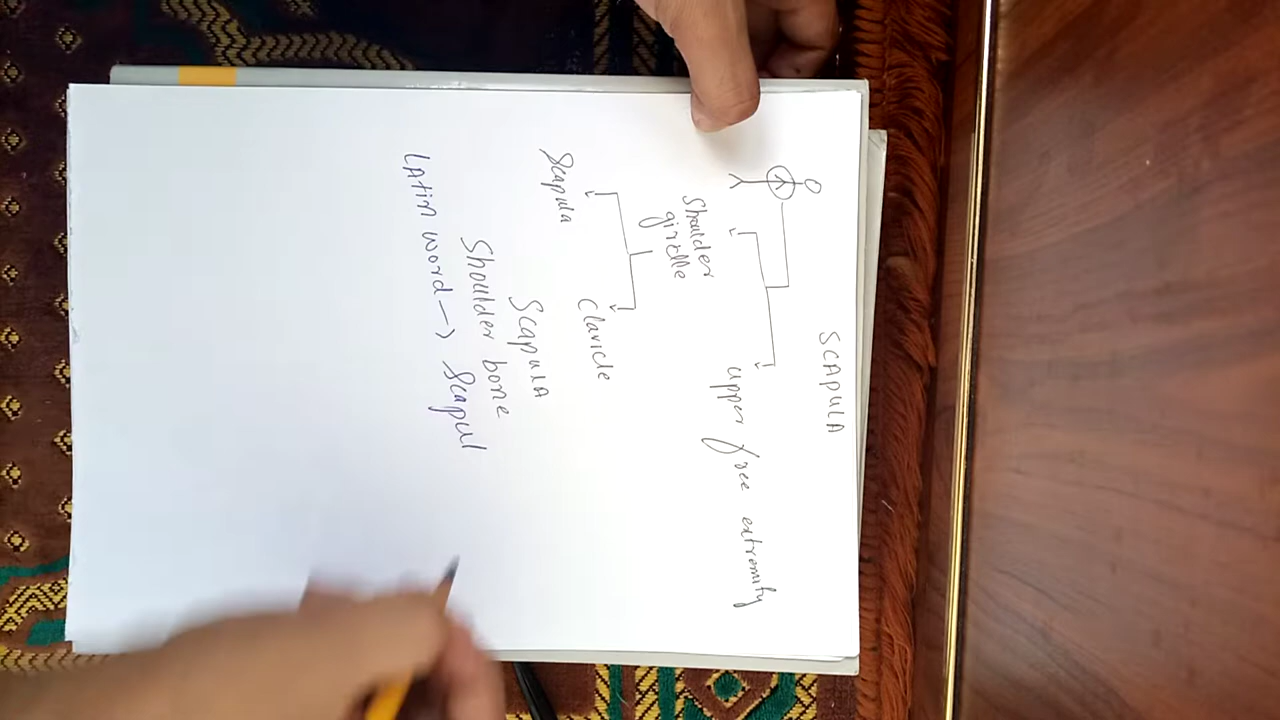 SCAPULA
Shoulder
girdle
upper free extremity
Scapula
Clavicle
SCAPULA
Shoulder bone
LAtin word → Scapul